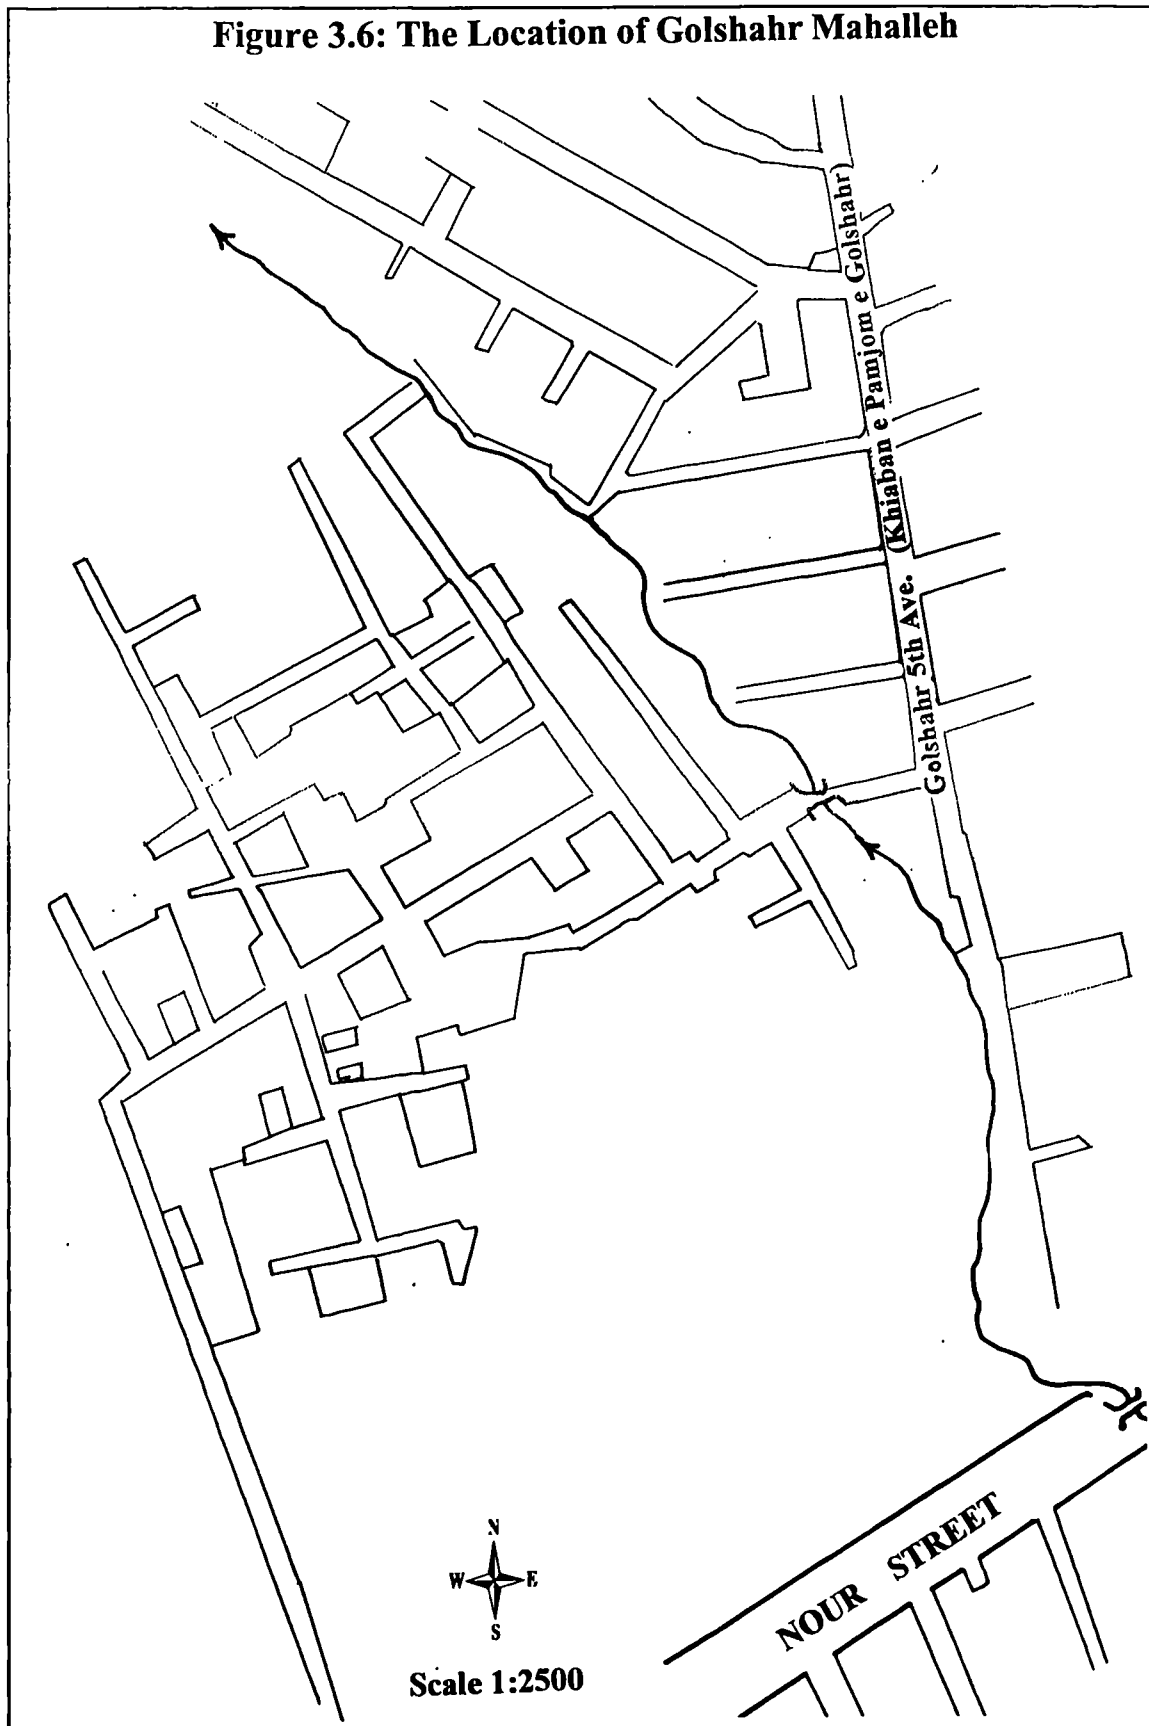 Figure 3.6: The Location of Golshahr Mahalleh
Golshahr 5th Ave. (Khiaban e Pamjom e Golshahr)
N
W E
S
Scale 1:2500
NOUR STREET